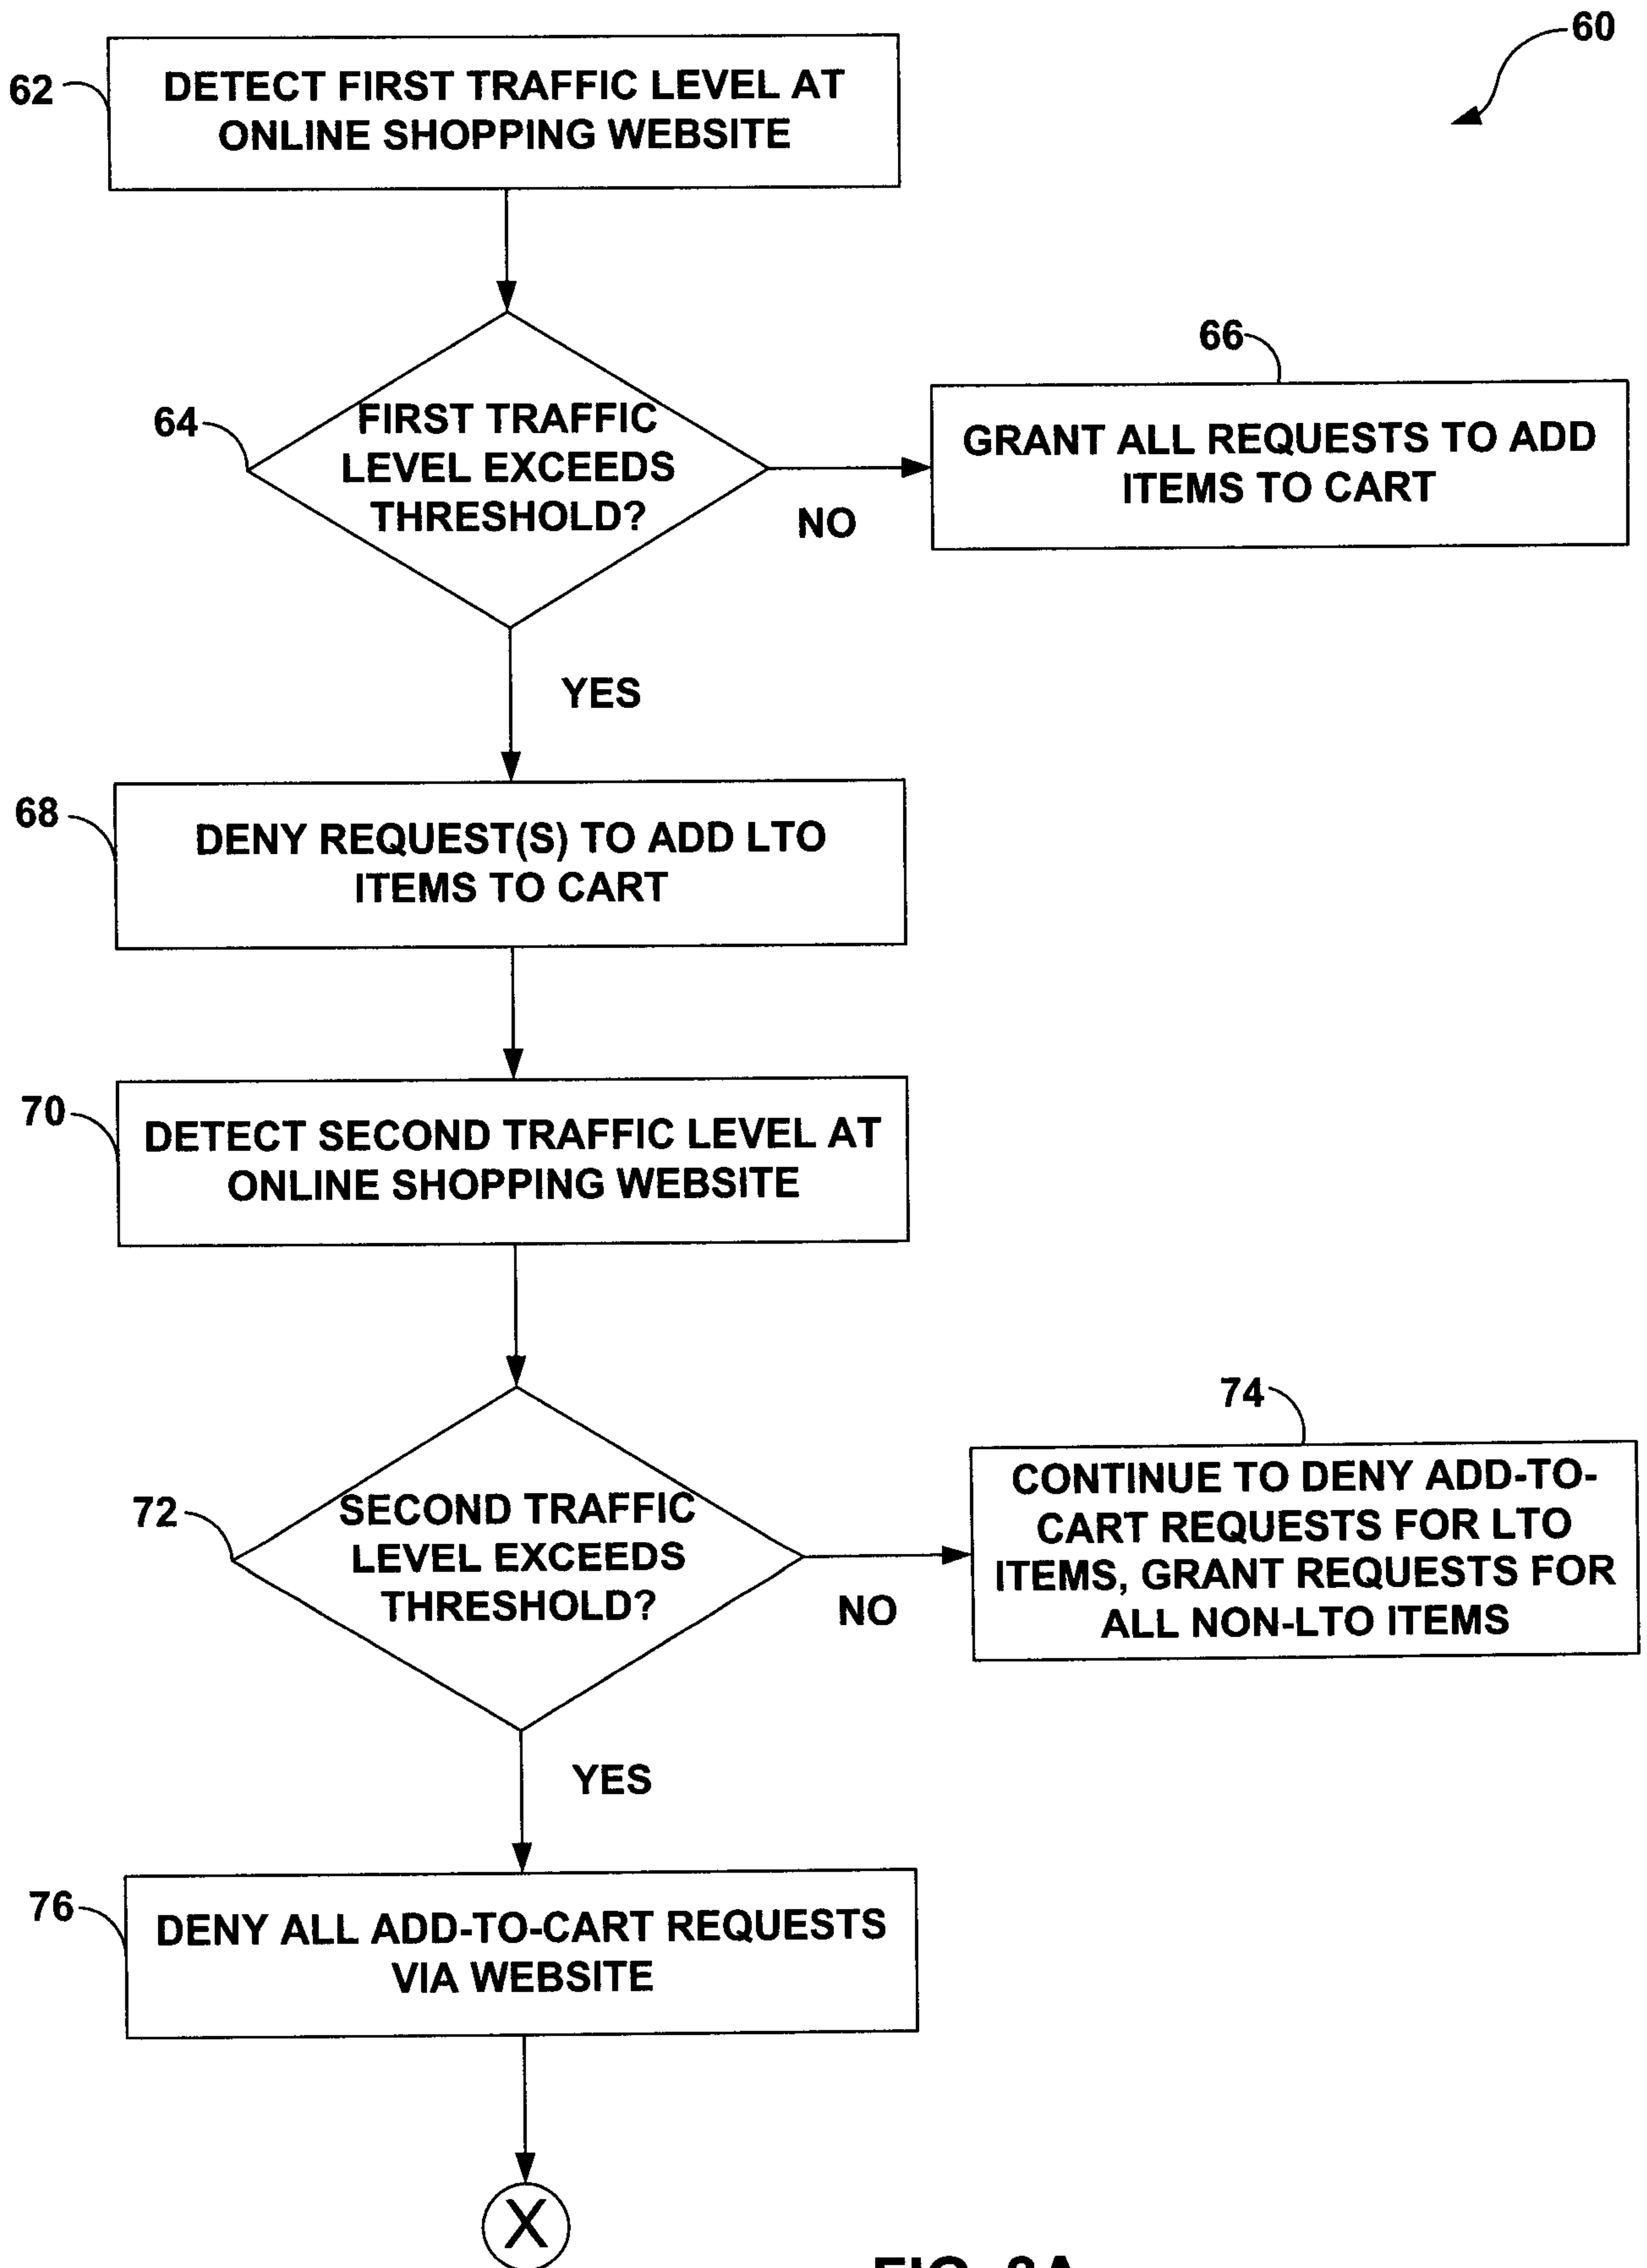 60
62
DETECT FIRST TRAFFIC LEVEL AT
ONLINE SHOPPING WEBSITE
64
FIRST TRAFFIC
LEVEL EXCEEDS
THRESHOLD?
NO
66
GRANT ALL REQUESTS TO ADD
ITEMS TO CART
YES
68
DENY REQUEST(S) TO ADD LTO
ITEMS TO CART
70
DETECT SECOND TRAFFIC LEVEL AT
ONLINE SHOPPING WEBSITE
72
SECOND TRAFFIC
LEVEL EXCEEDS
THRESHOLD?
NO
74
CONTINUE TO DENY ADD-TO-
CART REQUESTS FOR LTO
ITEMS, GRANT REQUESTS FOR
ALL NON-LTO ITEMS
YES
76
DENY ALL ADD-TO-CART REQUESTS
VIA WEBSITE
X